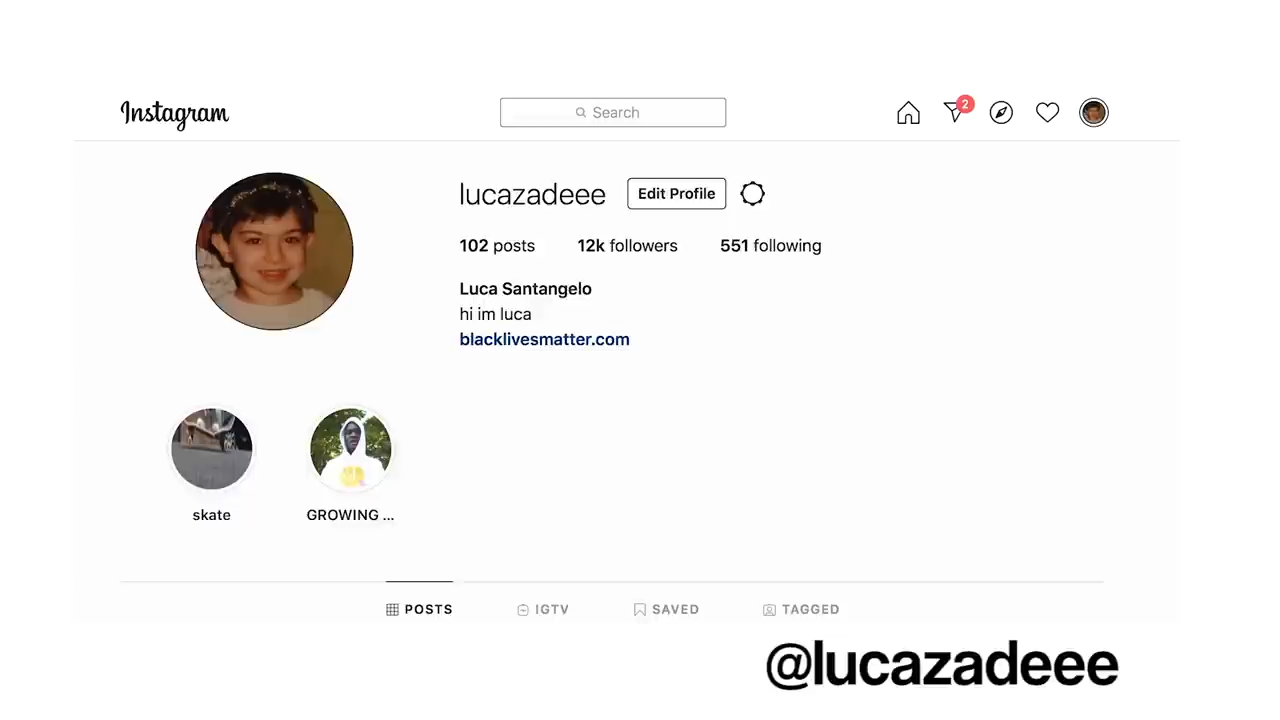 Instagram
Search
2
lucazadeee Edit Profile
102 posts 12k followers 551 following
Luca Santangelo
hi im luca
blacklivesmatter.com
skate GROWING ...
POSTS IGTV SAVED TAGGED
@lucazadeee